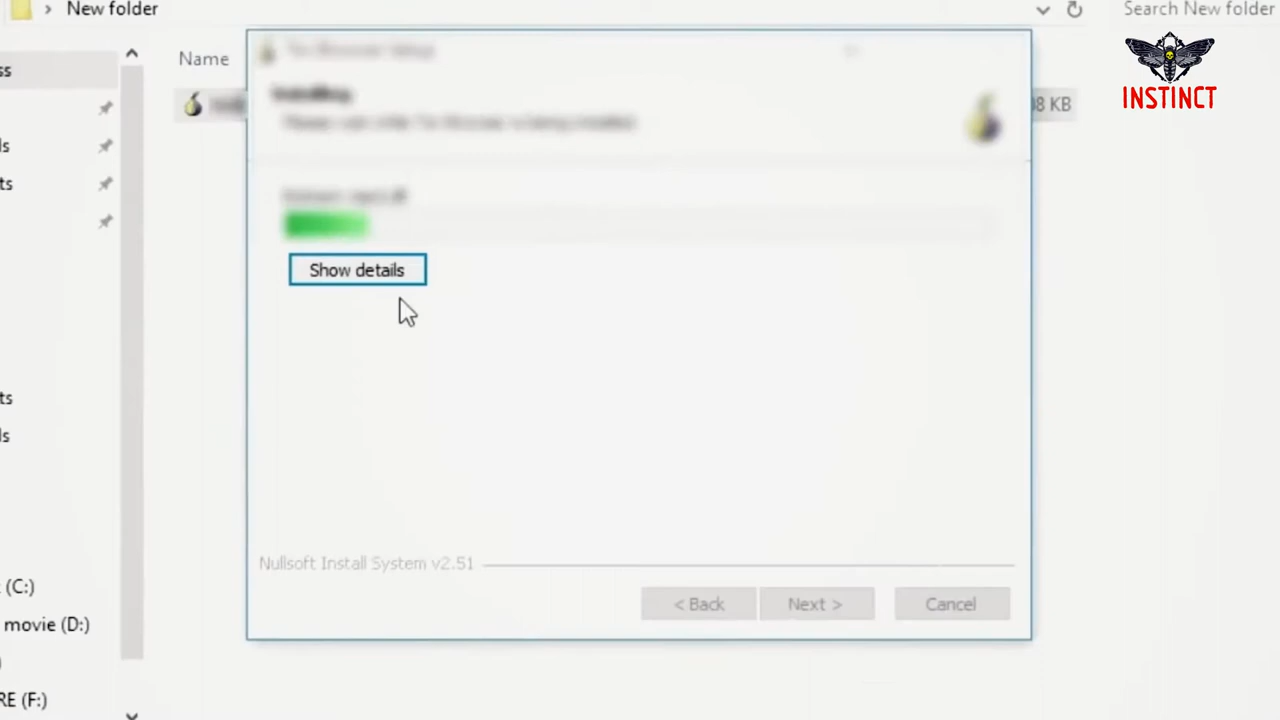 New folder
Search New folder
Name
ss
ls
ts
8 KB
INSTINCT
Show details
ts
ls
Nullsoft Install System v2.51
(C:)
movie (D:)
< Back
Next >
Cancel
RE (F:)